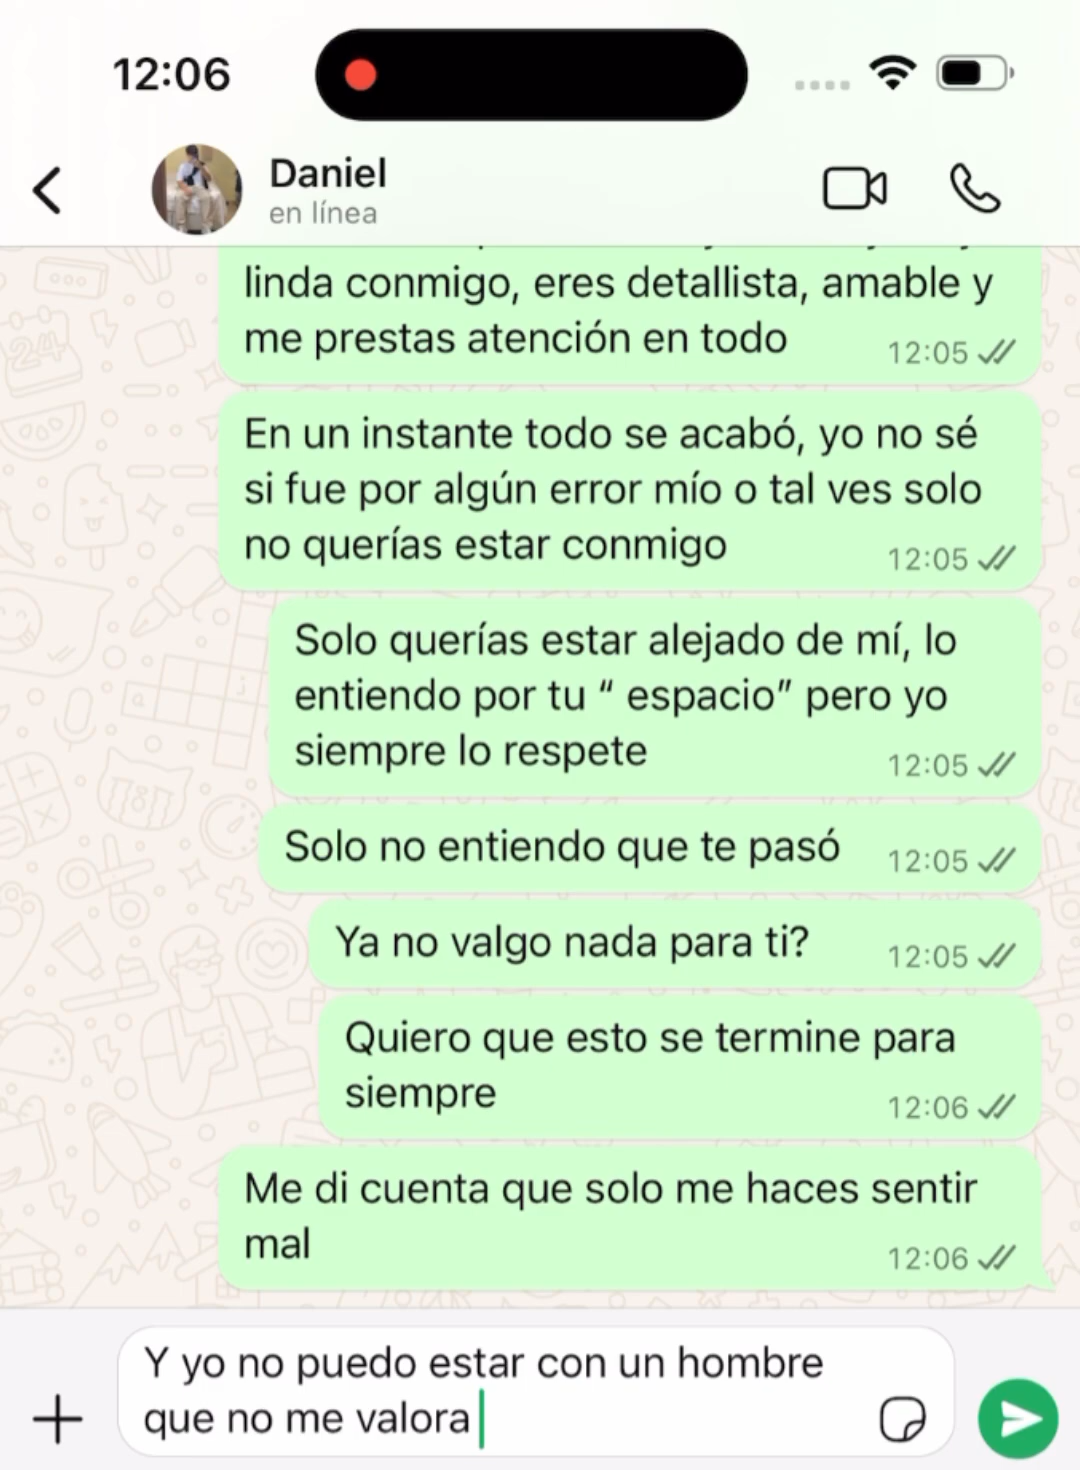 12:06
Daniel
en línea
linda conmigo, eres detallista, amable y
me prestas atención en todo
12:05
En un instante todo se acabó, yo no sé
si fue por algún error mío o tal ves solo
no querías estar conmigo
12:05
Solo querías estar alejado de mí, lo
entiendo por tu “ espacio” pero yo
siempre lo respete
12:05
Solo no entiendo que te pasó
12:05
Ya no valgo nada para ti?
12:05
Quiero que esto se termine para
siempre
12:06
Me di cuenta que solo me haces sentir
mal
12:06
Y yo no puedo estar con un hombre
que no me valora